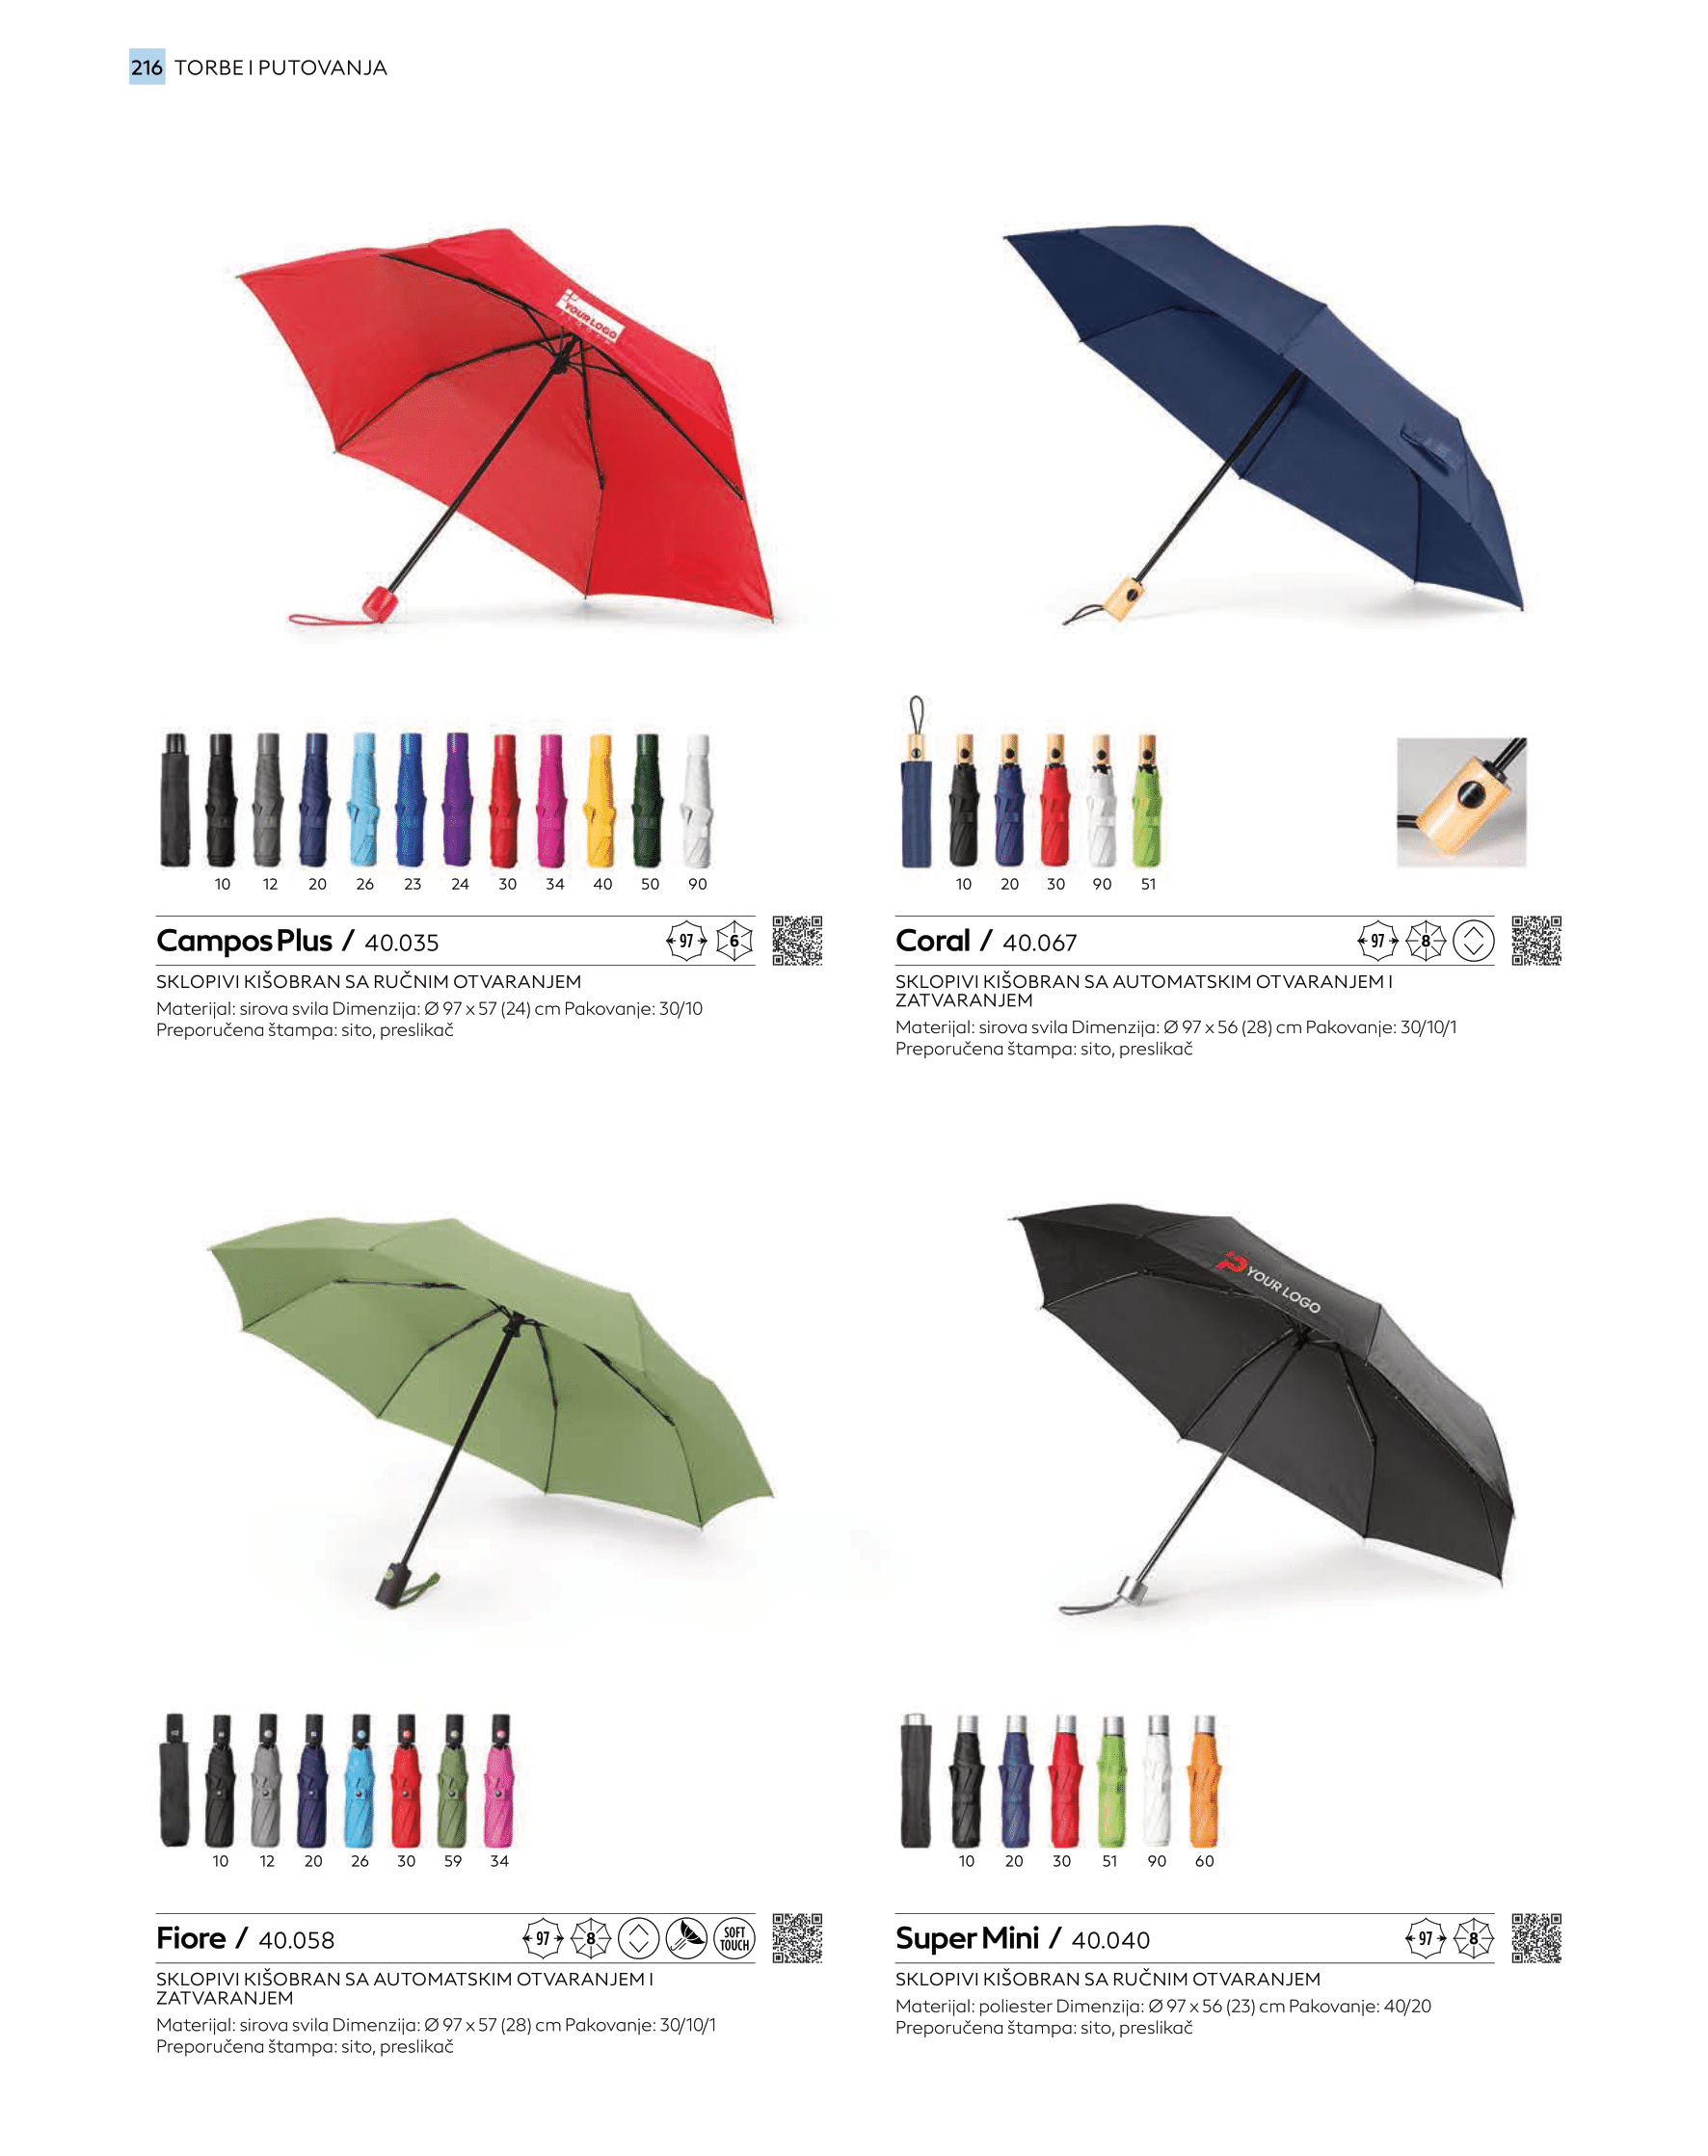 216 TORBE I PUTOVANJA
YOUR LOGO
10 12 20 26 23 24 30 34 40 50 90
10 20 30 90 51
Campos Plus / 40.035
97 6
SKLOPIVI KIŠOBRAN SA RUČNIM OTVARANJEM
Materijal: sirova svila Dimenzija: Ø 97 x 57 (24) cm Pakovanje: 30/10
Preporučena štampa: sito, preslikač
Coral / 40.067
97 8
SKLOPIVI KIŠOBRAN SA AUTOMATSKIM OTVARANJEM I
ZATVARANJEM
Materijal: sirova svila Dimenzija: Ø 97 x 56 (28) cm Pakovanje: 30/10/1
Preporučena štampa: sito, preslikač
YOUR LOGO
10 12 20 26 30 59 34
10 20 30 51 90 60
Fiore / 40.058
97 8 SOFT
TOUCH
SKLOPIVI KIŠOBRAN SA AUTOMATSKIM OTVARANJEM I
ZATVARANJEM
Materijal: sirova svila Dimenzija: Ø 97 x 57 (28) cm Pakovanje: 30/10/1
Preporučena štampa: sito, preslikač
Super Mini / 40.040
97 8
SKLOPIVI KIŠOBRAN SA RUČNIM OTVARANJEM
Materijal: poliester Dimenzija: Ø 97 x 56 (23) cm Pakovanje: 40/20
Preporučena štampa: sito, preslikač